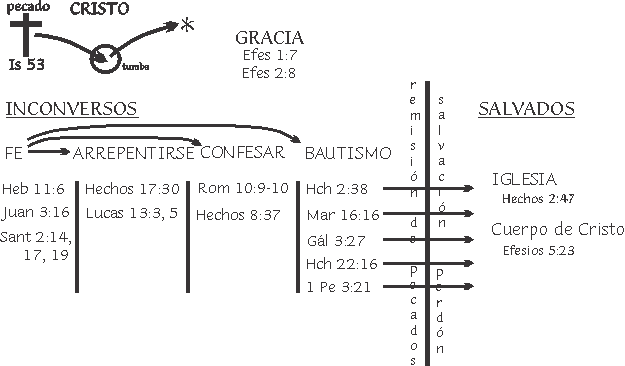 pecado
CRISTO
*
Is 53
tumba
GRACIA
Efes 1:7
Efes 2:8
INCONVERSOS
SALVADOS
FE
ARREPENTIRSE
CONFESAR
BAUTISMO
Heb 11:6
Juan 3:16
Sant 2:14,
17, 19
Hechos 17:30
Lucas 13:3, 5
Rom 10:9-10
Hechos 8:37
Hch 2:38
Mar 16:16
Gál 3:27
Hch 22:16
1 Pe 3:21
remisión de pecados
salvación perdón
IGLESIA
Hechos 2:47
Cuerpo de Cristo
Efesios 5:23